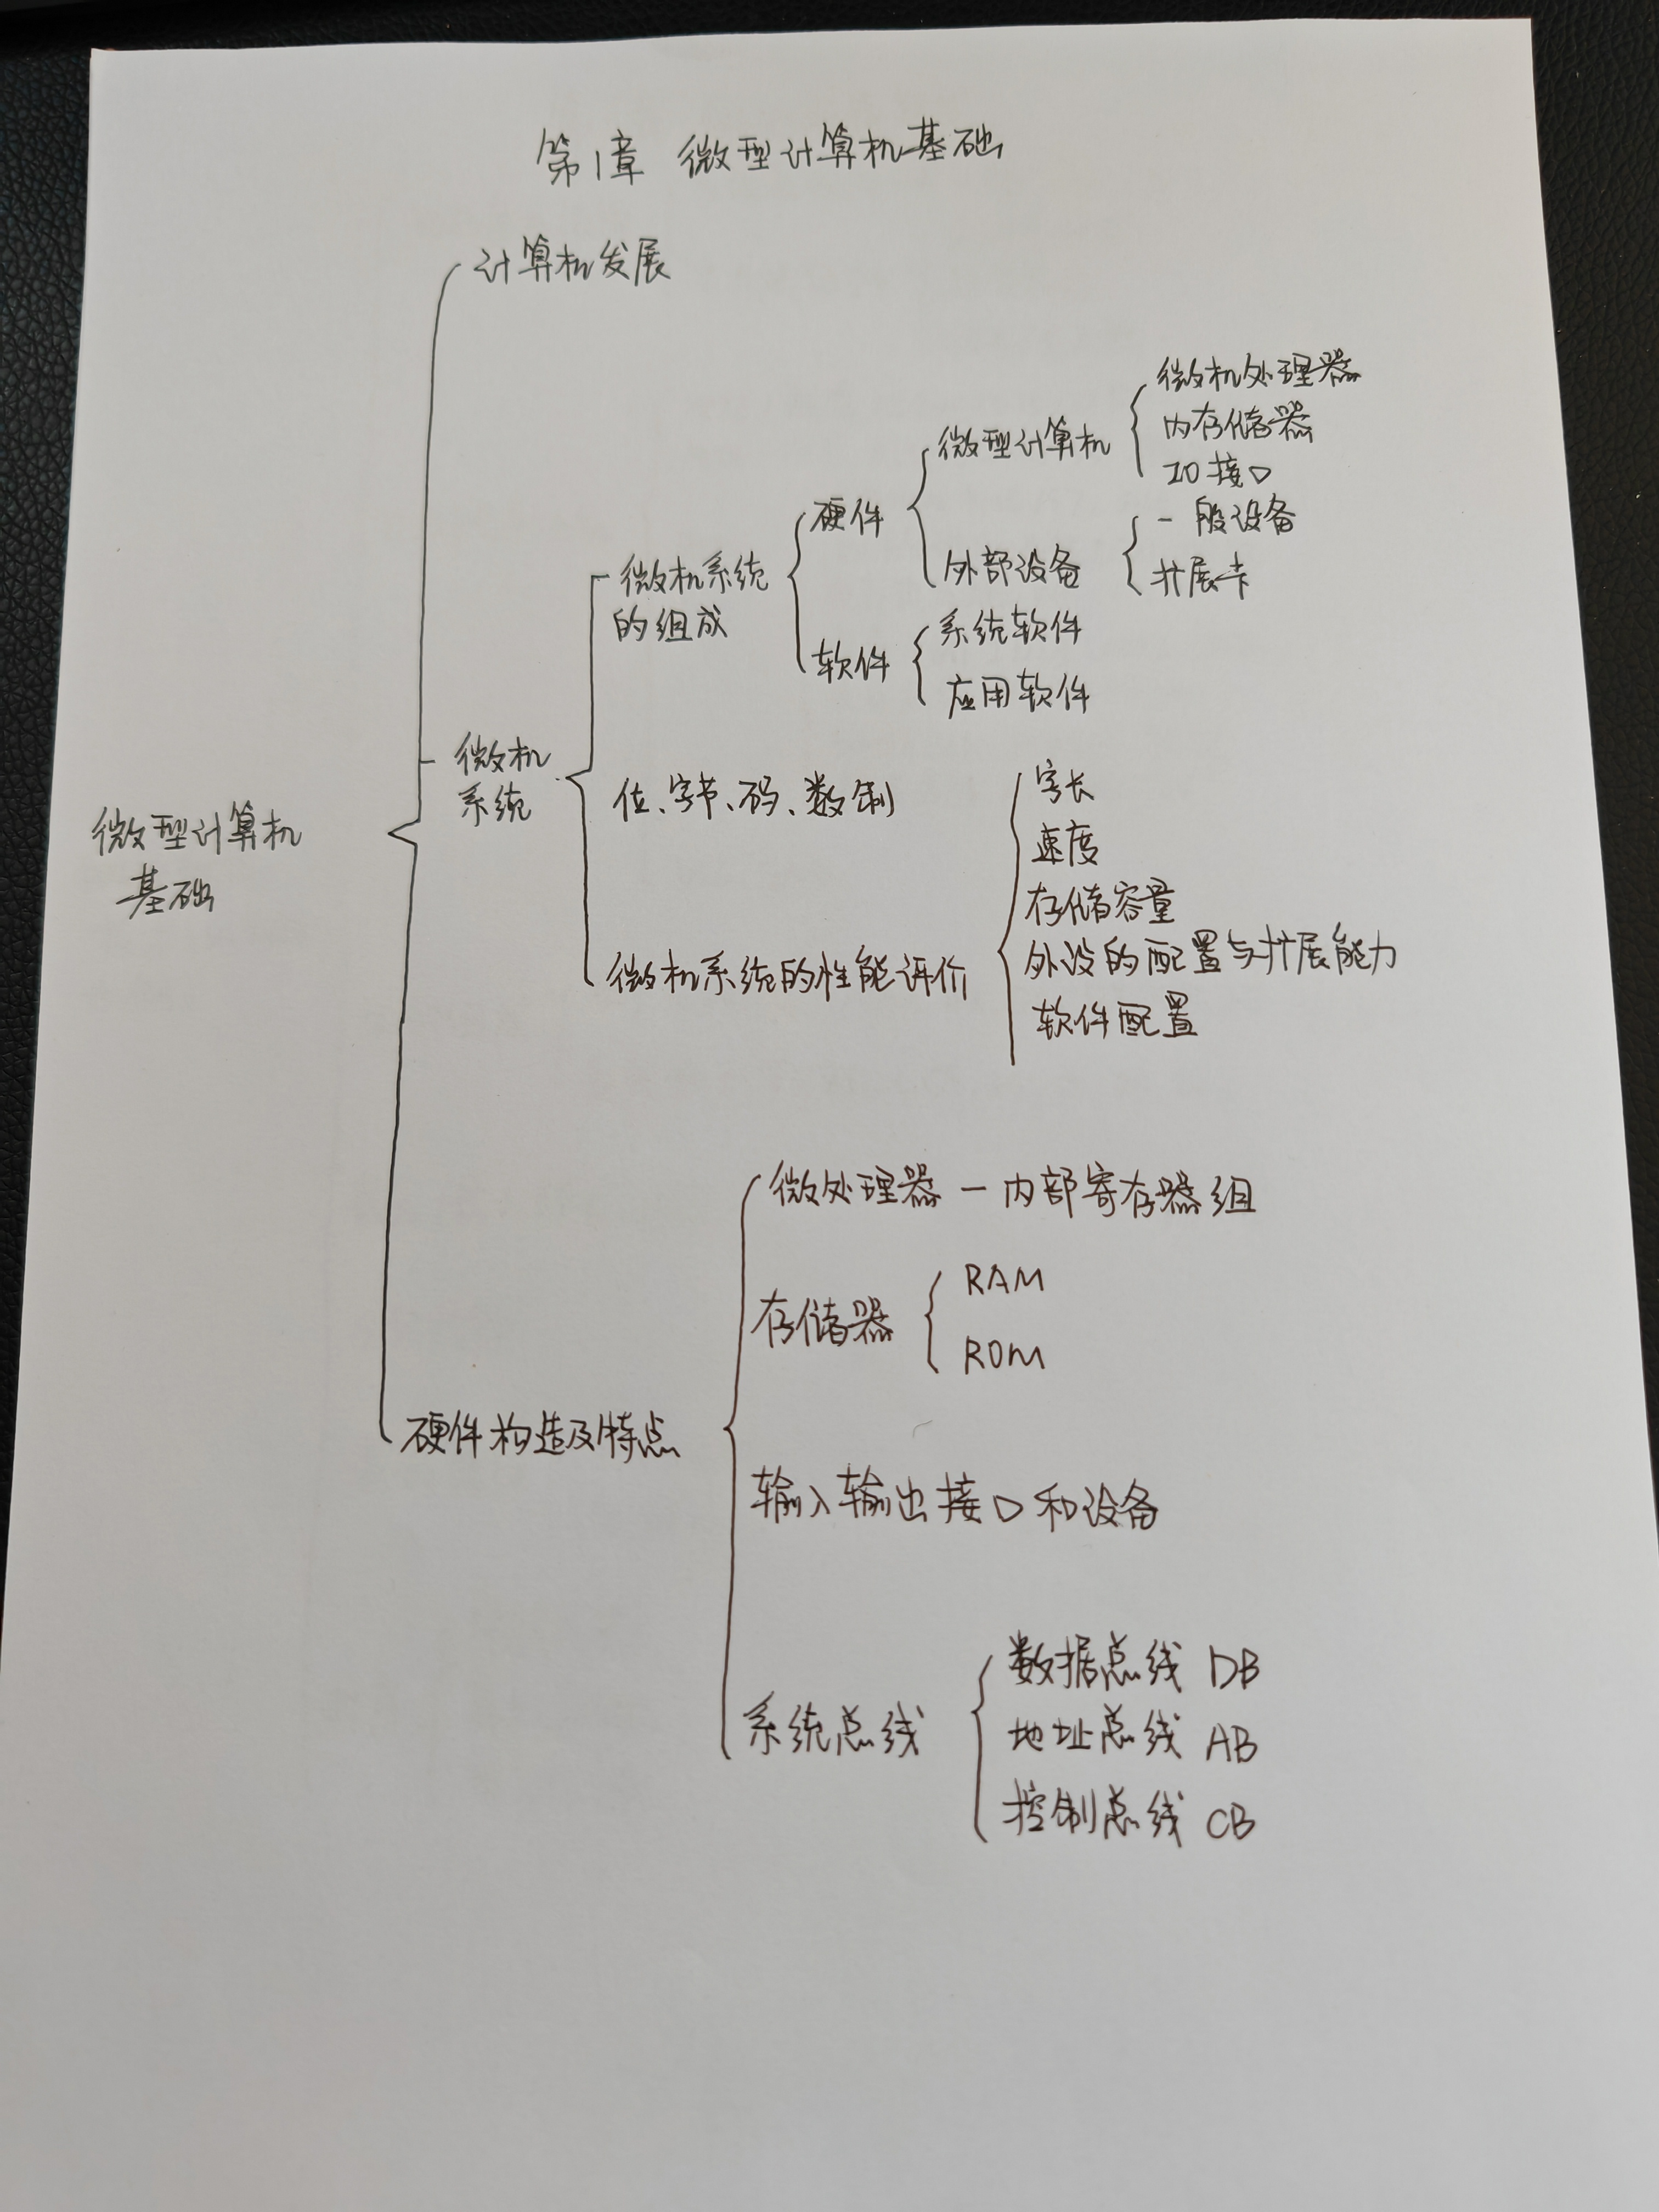 第1章 微型计算机基础
计算机发展
微机处理器
内存储器
微型计算机
IO接口
硬件
一般设备
外部设备
扩展卡
微机系统
的组成
系统软件
软件
应用软件
微机
系统
位、字节、码、数制
字长
速度
存储容量
外设的配置与扩展能力
微机系统的性能评价
软件配置
微型计算机
基础
微处理器 — 内部寄存器组
RAM
存储器
ROM
硬件构造及特点
输入输出接口和设备
数据总线 DB
系统总线
地址总线 AB
控制总线 CB